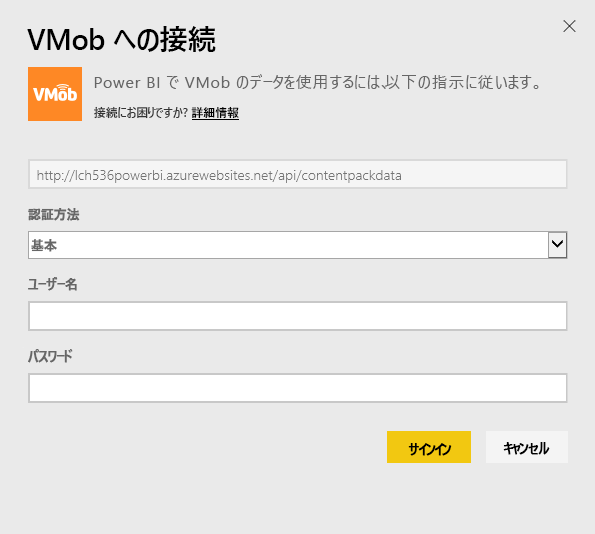 VMob への接続
VMob
Power BI で VMob のデータを使用するには、以下の指示に従います。
接続にお困りですか? 詳細情報
http://lch536powerbi.azurewebsites.net/api/contentpackdata
認証方法
基本
ユーザー名
パスワード
サインイン
キャンセル